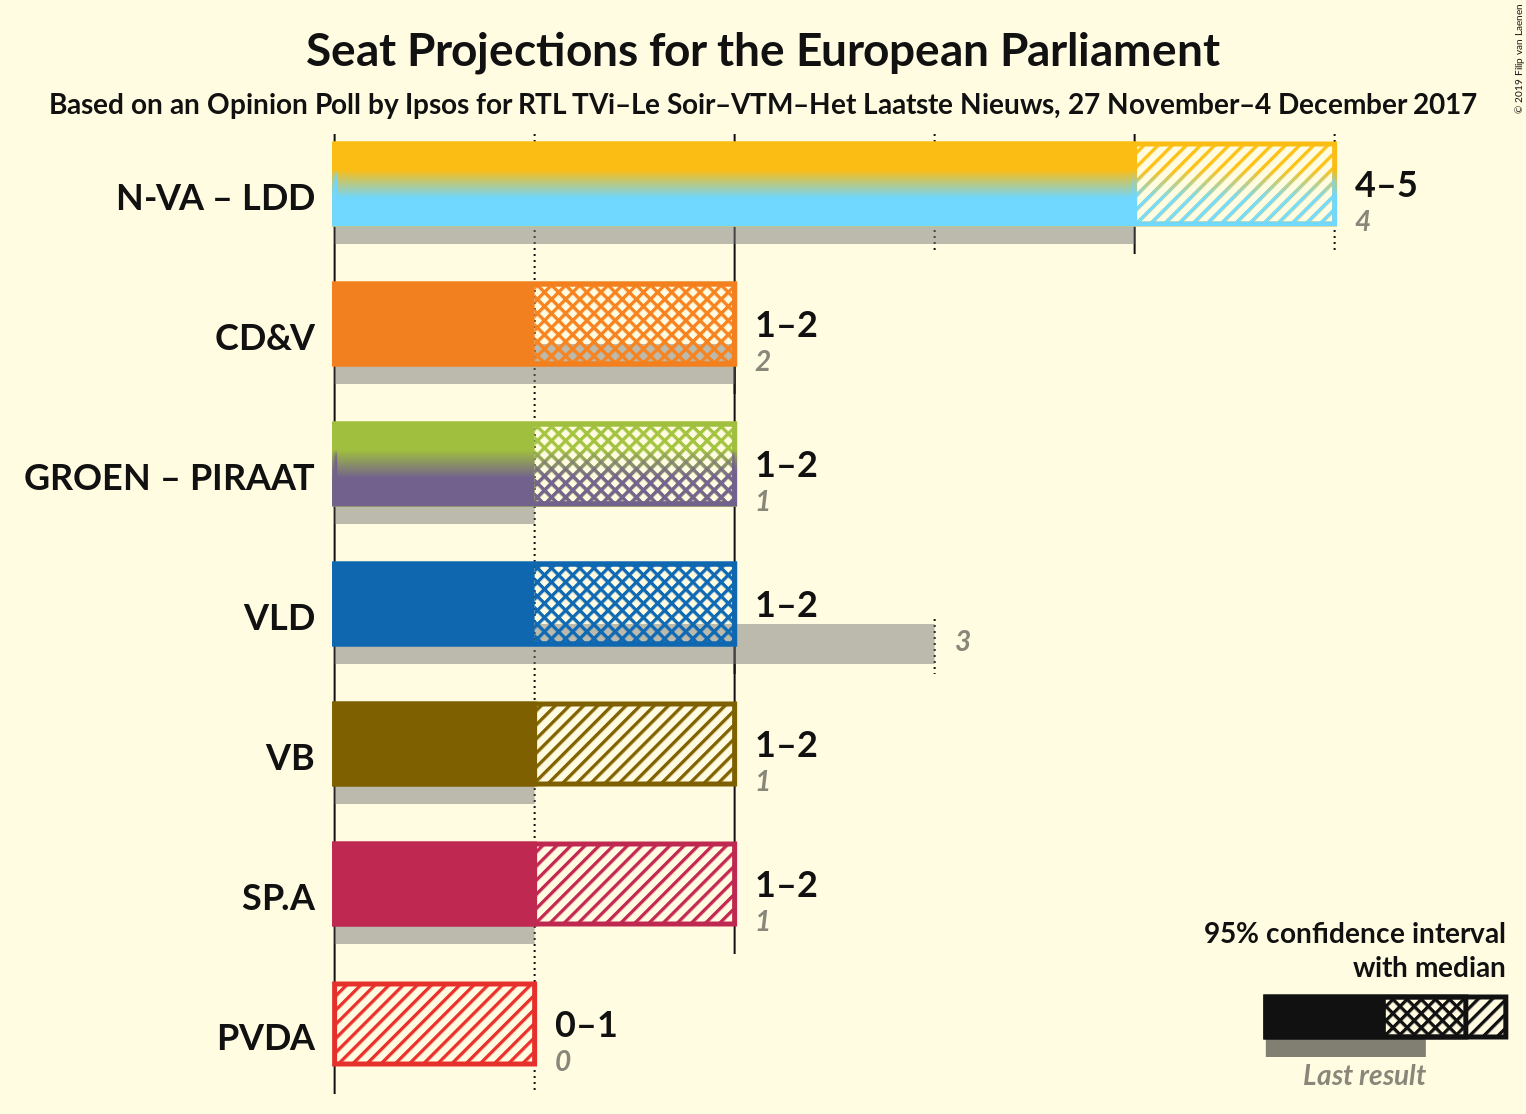 Seat Projections for the European Parliament
Based on an Opinion Poll by Ipsos for RTL TVi–Le Soir–VTM–Het Laatste Nieuws, 27 November–4 December 2017
© 2019 Filip van Laenen
N-VA – LDD
4–5
4
CD&V
1–2
2
GROEN – PIRAAT
1–2
1
VLD
1–2
3
VB
1–2
1
SP.A
1–2
1
PVDA
0–1
0
95% confidence interval
with median
Last result